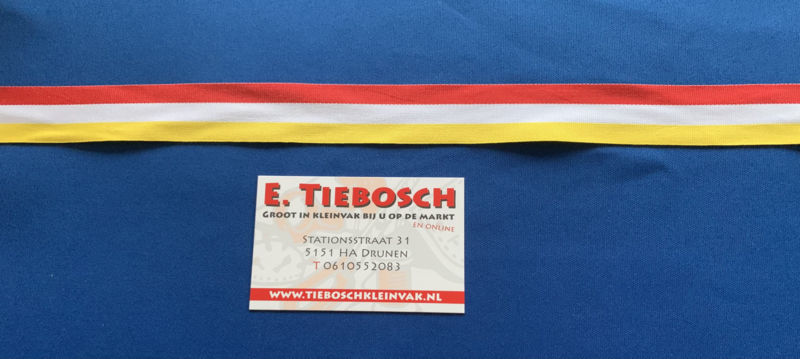 E. TIEBOSCH
GROOT IN KLEINVAK BIJ U OP DE MARKT
EN ONLINE
STATIONSSTRAAT 31
5151 HA DRUNEN
T 0610552083
WWW.TIEBOSCHKLEINVAK.NL